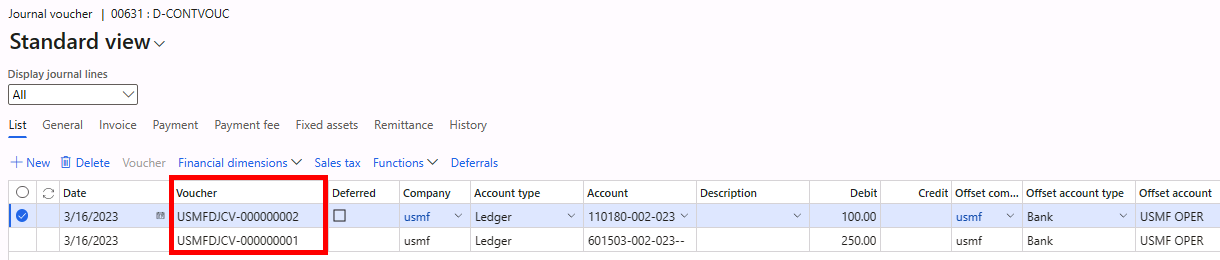 Journal voucher | 00631 : D-CONTVOUC
Standard view
Display journal lines
All
List General Invoice Payment Payment fee Fixed assets Remittance History
New Delete Voucher Financial dimensions Sales tax Functions Deferrals
Date Voucher Deferred Company Account type Account Description Debit Credit Offset com... Offset account type Offset account
3/16/2023 USMFDJCV-000000002 usmf Ledger 110180-002-023 100.00 usmf Bank USMF OPER
3/16/2023 USMFDJCV-000000001 usmf Ledger 601503-002-023-- 250.00 usmf Bank USMF OPER